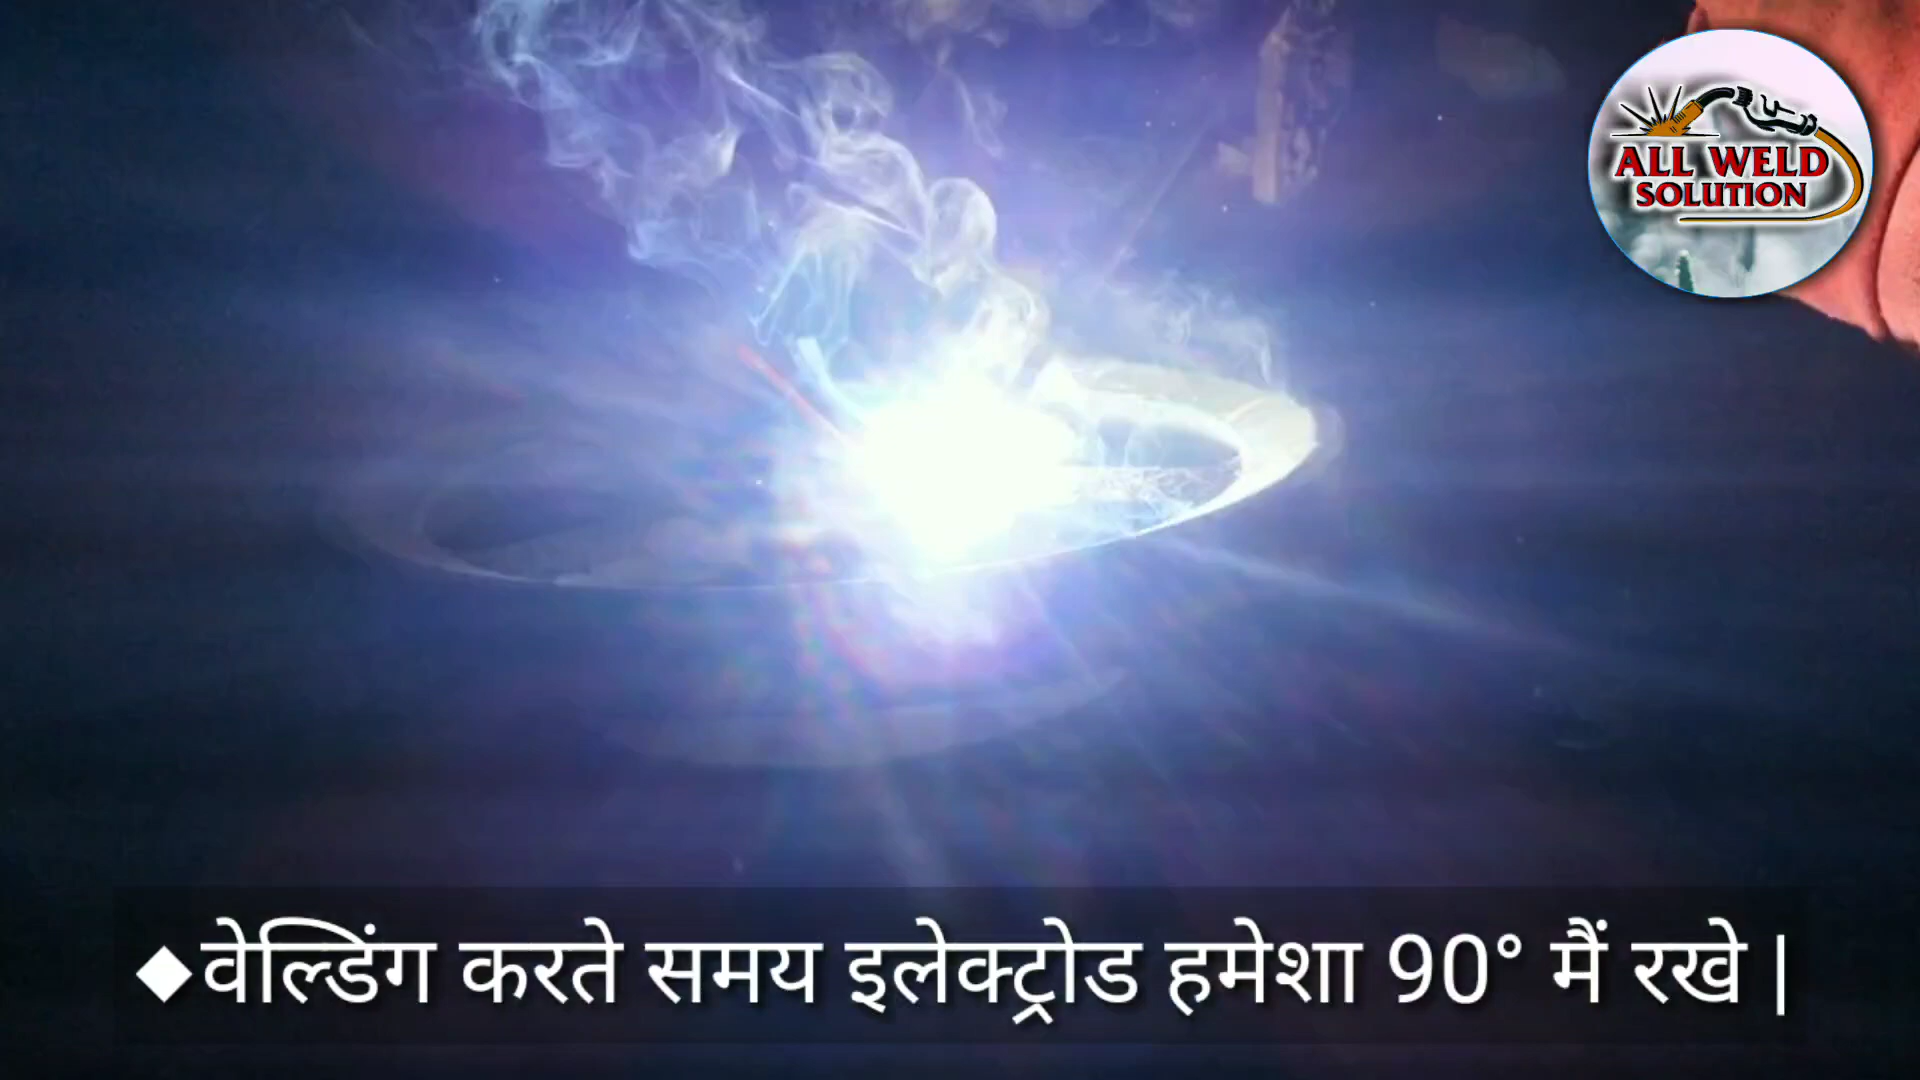 ALL WELD
SOLUTION
◆वेल्डिंग करते समय इलेक्ट्रोड हमेशा 90° मैं रखे |